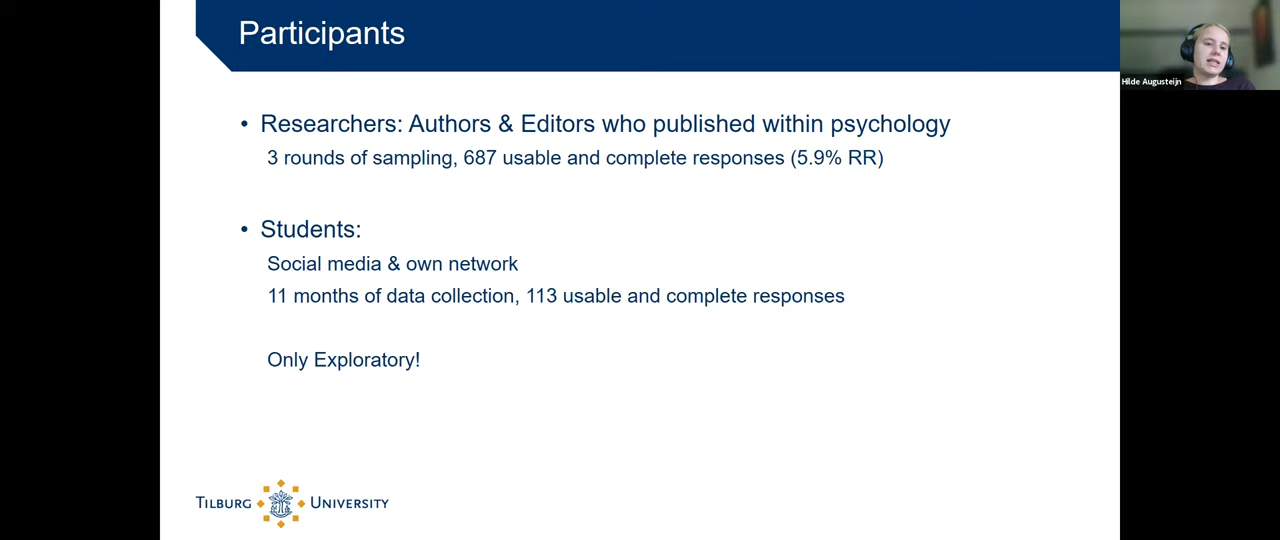 Participants
Hilde Augusteijn
• Researchers: Authors & Editors who published within psychology
3 rounds of sampling, 687 usable and complete responses (5.9% RR)
• Students:
Social media & own network
11 months of data collection, 113 usable and complete responses
Only Exploratory!
TILBURG UNIVERSITY